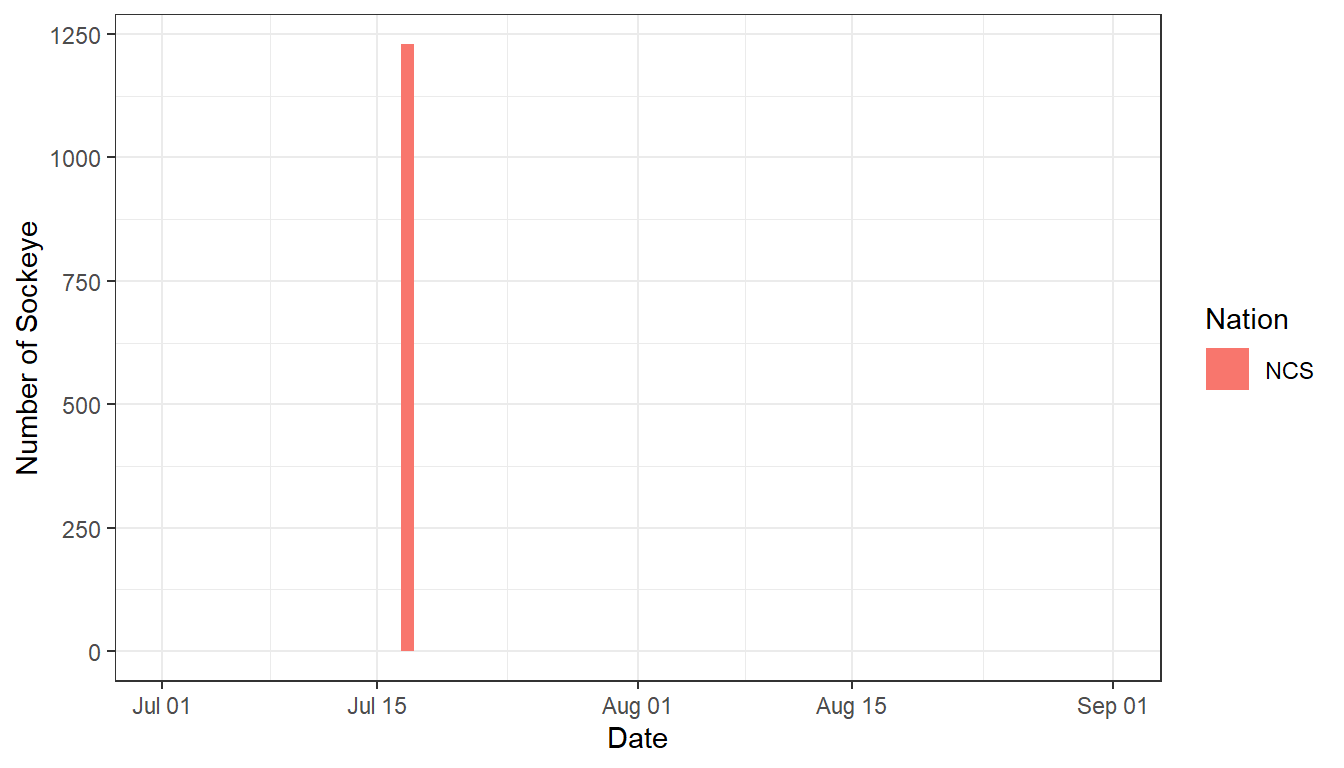 1250
1000
750
500
250
0
Number of Sockeye
Jul 01
Jul 15
Aug 01
Aug 15
Sep 01
Date
Nation
NCS